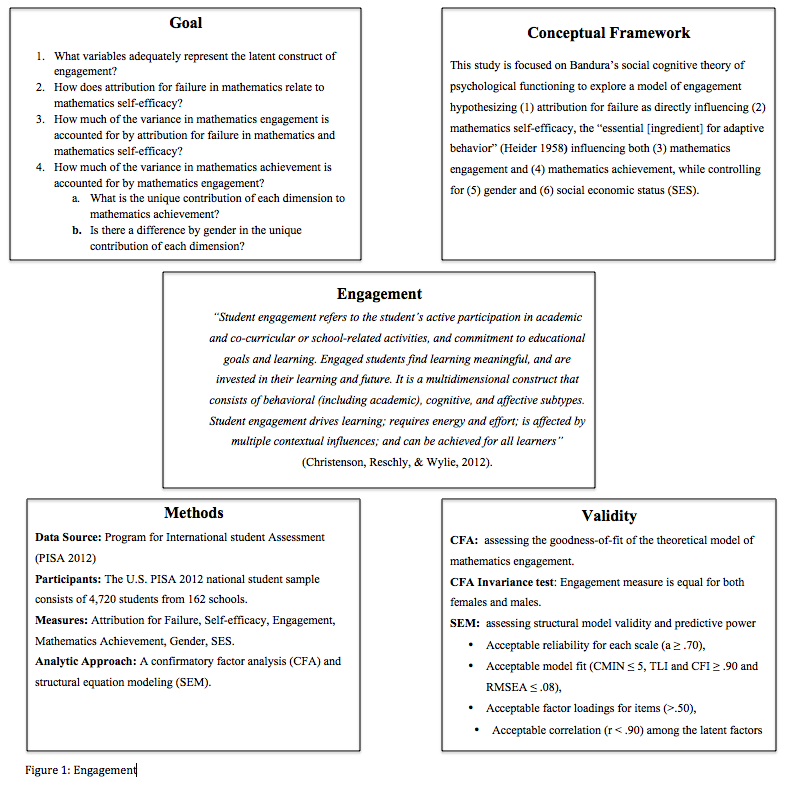 Goal
1. What variables adequately represent the latent construct of
engagement?
2. How does attribution for failure in mathematics relate to
mathematics self-efficacy?
3. How much of the variance in mathematics engagement is
accounted for by attribution for failure in mathematics and
mathematics self-efficacy?
4. How much of the variance in mathematics achievement is
accounted for by mathematics engagement?
a. What is the unique contribution of each dimension to
mathematics achievement?
b. Is there a difference by gender in the unique
contribution of each dimension?
Conceptual Framework
This study is focused on Bandura's social cognitive theory of
psychological functioning to explore a model of engagement
hypothesizing (1) attribution for failure as directly influencing (2)
mathematics self-efficacy, the “essential [ingredient] for adaptive
behavior” (Heider 1958) influencing both (3) mathematics
engagement and (4) mathematics achievement, while controlling
for (5) gender and (6) social economic status (SES).
Engagement
“Student engagement refers to the student's active participation in academic
and co-curricular or school-related activities, and commitment to educational
goals and learning. Engaged students find learning meaningful, and are
invested in their learning and future. It is a multidimensional construct that
consists of behavioral (including academic), cognitive, and affective subtypes.
Student engagement drives learning; requires energy and effort; is affected by
multiple contextual influences; and can be achieved for all learners”
(Christenson, Reschly, & Wylie, 2012).
Methods
Data Source: Program for International student Assessment
(PISA 2012)
Participants: The U.S. PISA 2012 national student sample
consists of 4,720 students from 162 schools.
Measures: Attribution for Failure, Self-efficacy, Engagement,
Mathematics Achievement, Gender, SES.
Analytic Approach: A confirmatory factor analysis (CFA) and
structural equation modeling (SEM).
Validity
CFA: assessing the goodness-of-fit of the theoretical model of
mathematics engagement.
CFA Invariance test: Engagement measure is equal for both
females and males.
SEM: assessing structural model validity and predictive power
• Acceptable reliability for each scale (a ≥ .70),
• Acceptable model fit (CMIN ≤ 5, TLI and CFI ≥ .90 and
RMSEA ≤ .08),
• Acceptable factor loadings for items (>.50),
• Acceptable correlation (r < .90) among the latent factors
Figure 1: Engagement